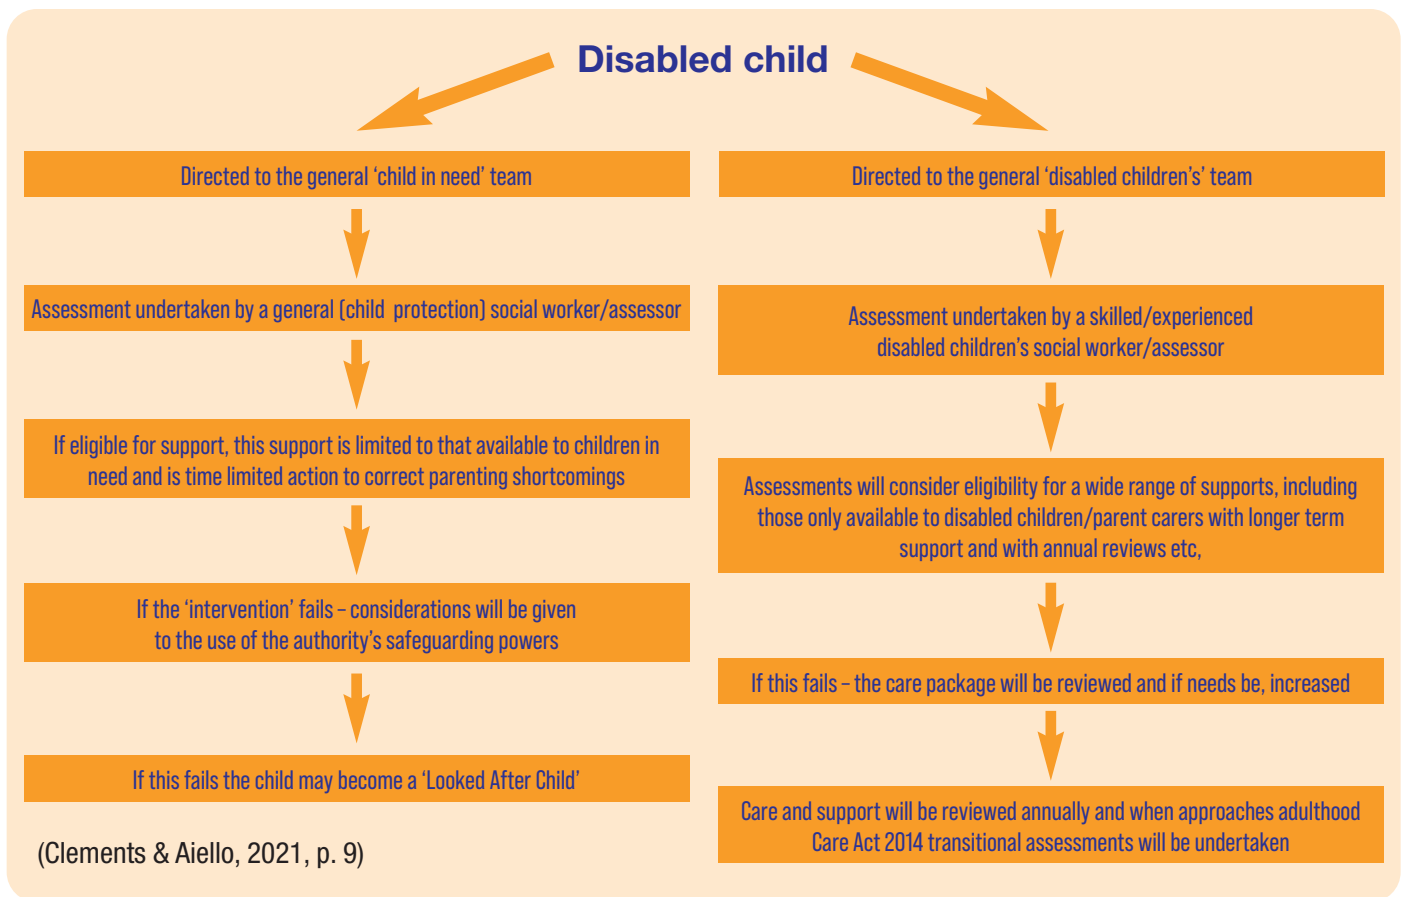 Disabled child
Directed to the general ‘child in need’ team
Assessment undertaken by a general (child protection) social worker/assessor
If eligible for support, this support is limited to that available to children in
need and is time limited action to correct parenting shortcomings
If the ‘intervention’ fails – considerations will be given
to the use of the authority’s safeguarding powers
If this fails the child may become a ‘Looked After Child’
(Clements & Aiello, 2021, p. 9)
Directed to the general ‘disabled children’s’ team
Assessment undertaken by a skilled/experienced
disabled children’s social worker/assessor
Assessments will consider eligibility for a wide range of supports, including
those only available to disabled children/parent carers with longer term
support and with annual reviews etc,
If this fails – the care package will be reviewed and if needs be, increased
Care and support will be reviewed annually and when approaches adulthood
Care Act 2014 transitional assessments will be undertaken